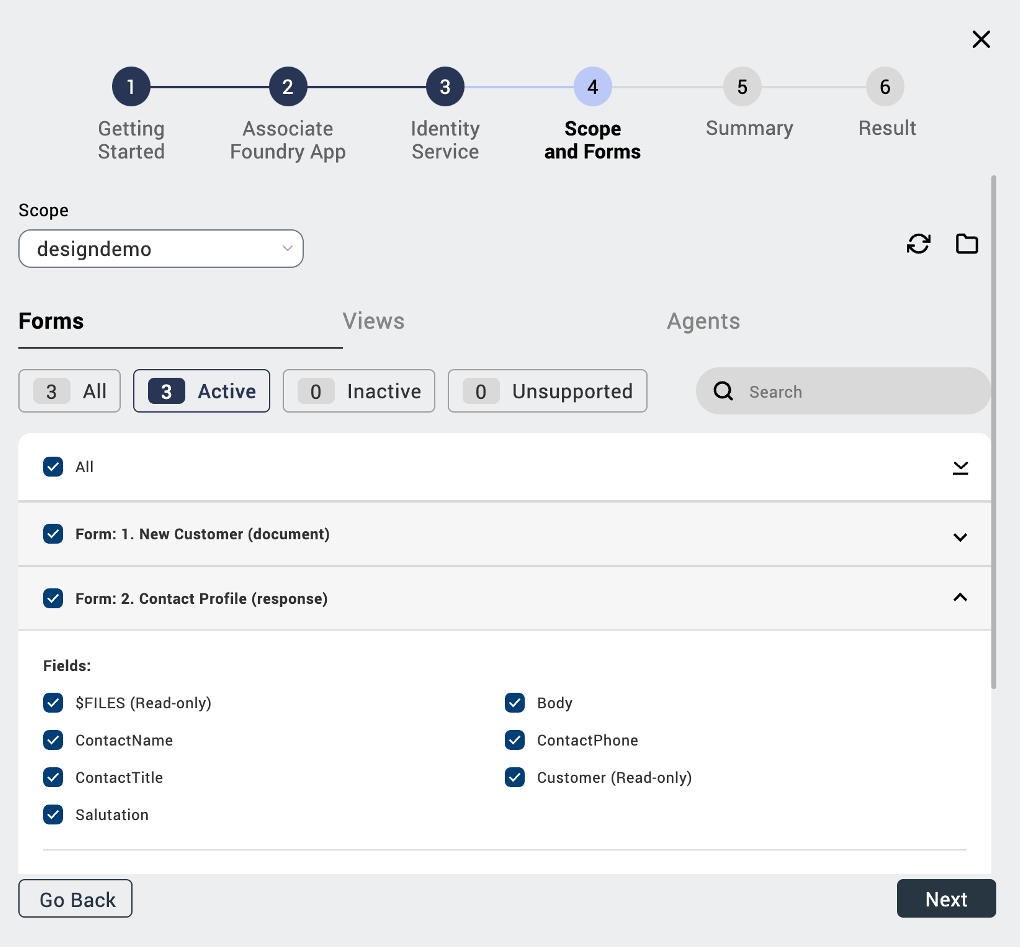 1 2 3 4 5 6
Getting Started
Associate Foundry App
Identity Service
Scope and Forms
Summary
Result
Scope
designdemo
Forms Views Agents
3 All 3 Active 0 Inactive 0 Unsupported Search
All
Form: 1. New Customer (document)
Form: 2. Contact Profile (response)
Fields:
$FILES (Read-only) Body
ContactName ContactPhone
ContactTitle Customer (Read-only)
Salutation
Go Back Next